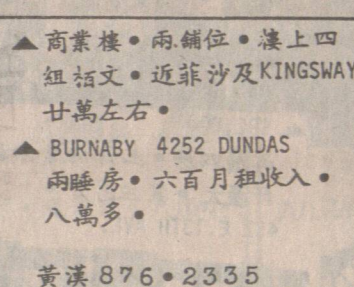 ▲商業樓•兩鋪位•樓上四
組栢文•近菲沙及KINGSWAY
廿萬左右•
▲BURNABY 4252 DUNDAS
兩睡房•六百月租收入•
八萬多•
黃漢876•2335